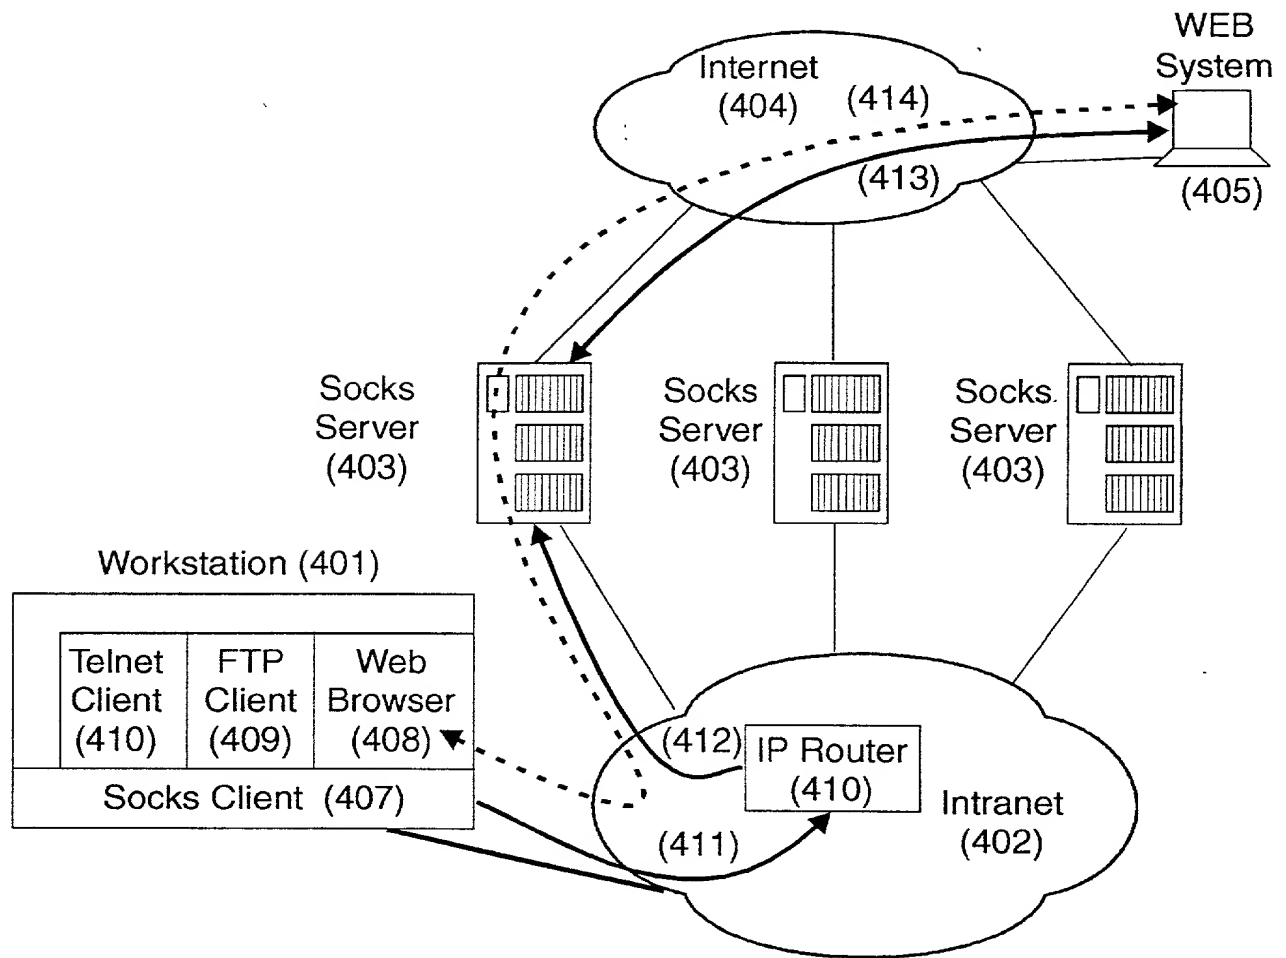 WEB
System
(405)
Internet
(404)
(414)
(413)
Socks
Server
(403)
Socks
Server
(403)
Socks
Server
(403)
Workstation (401)
Telnet
Client
(410)
FTP
Client
(409)
Web
Browser
(408)
Socks Client (407)
(412)
IP Router
(410)
(411)
Intranet
(402)